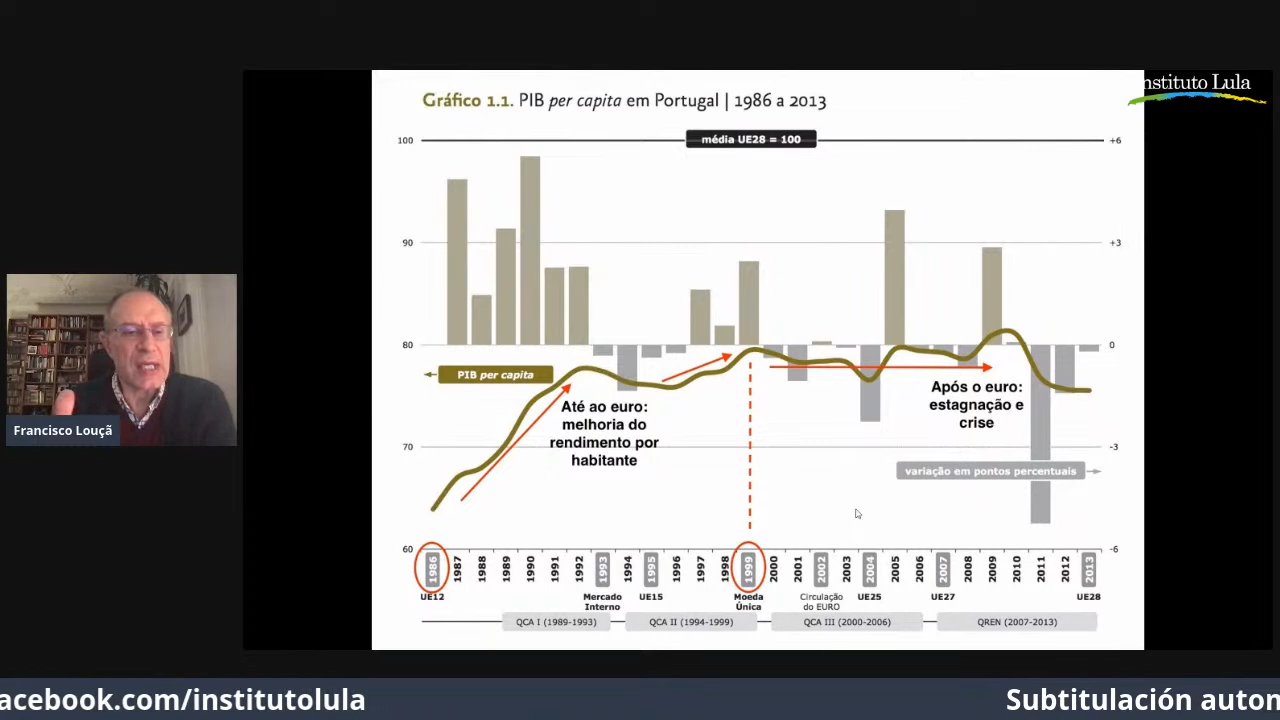 nstituto Lula
Gráfico 1.1. PIB per capita em Portugal | 1986 a 2013
média UE28 = 100
100
90
80
70
60
+6
+3
0
-3
-6
PIB per capita
Até ao euro:
melhoria do
rendimento por
habitante
Após o euro:
estagnação e
crise
variação em pontos percentuais
1986 1987 1988 1989 1990 1991 1992 1993 1994 1995 1996 1997 1998 1999 2000 2001 2002 2003 2004 2005 2006 2007 2008 2009 2010 2011 2012 2013
UE12
Mercado
Interno
UE15
Moeda
Única
Circulação
do EURO
UE25
UE27
UE28
QCA I (1989-1993)
QCA II (1994-1999)
QCA III (2000-2006)
QREN (2007-2013)
Francisco Louçã
acebook.com/institutolula
Subtitulación autom